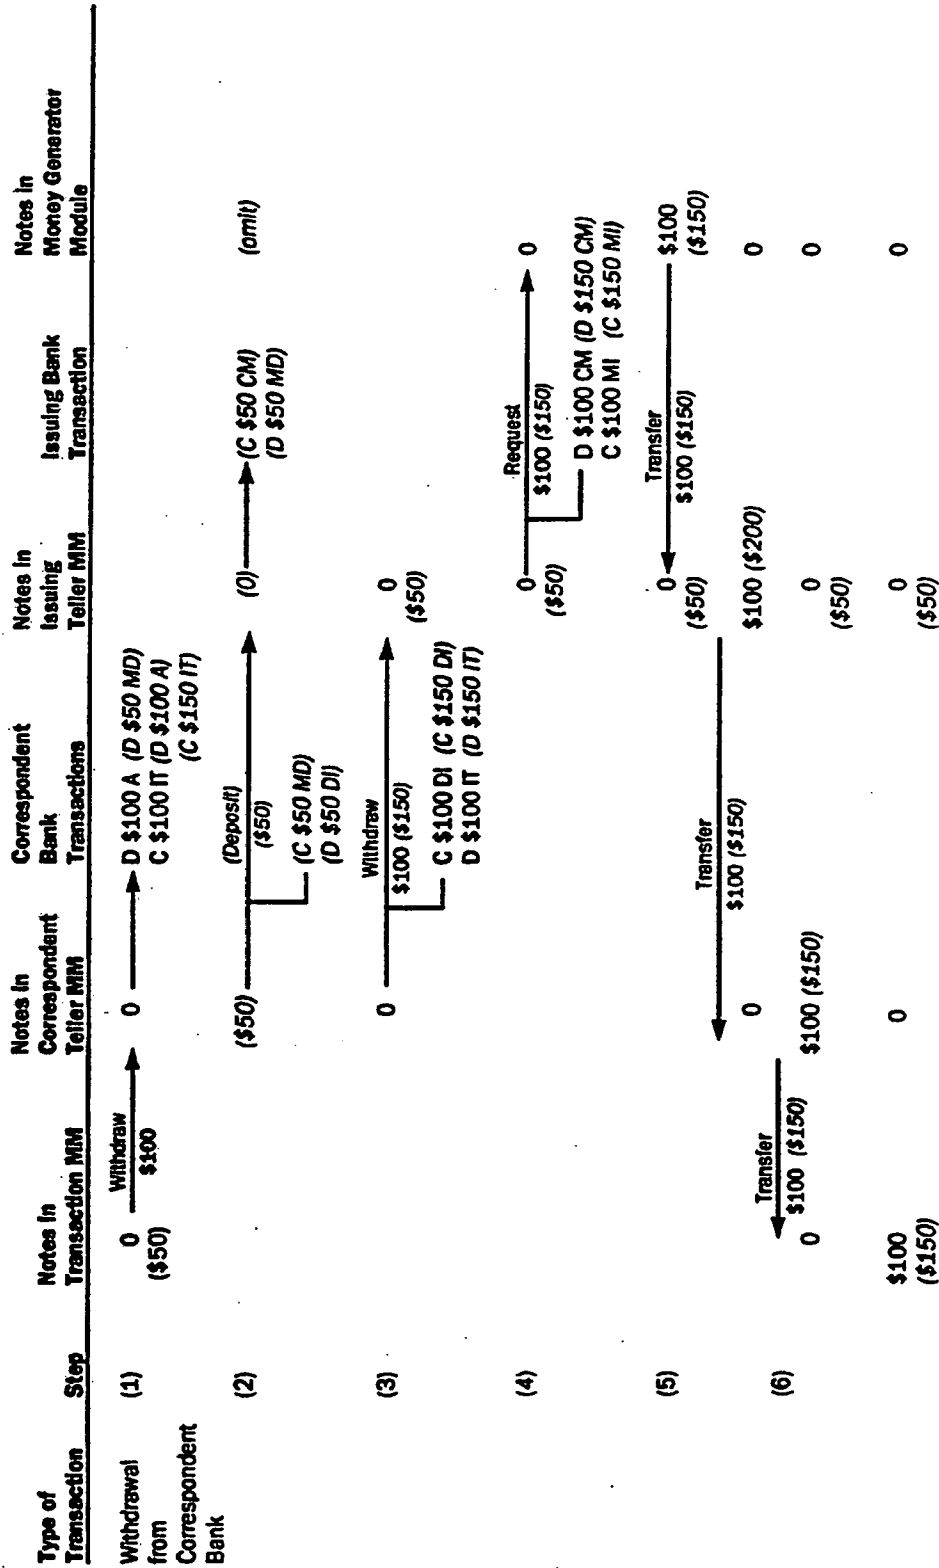 Type of
Transaction
Step
Notes in
Transaction MM
Notes in
Correspondent
Teller MM
Correspondent
Bank
Transactions
Notes in
Issuing
Teller MM
Issuing Bank
Transaction
Notes in
Money Generator
Module
Withdrawal
from
Correspondent
Bank
(1)
0
($50)
Withdraw
$100
0
D $100 A (D $50 MD)
C $100 IT (D $100 A)
(C $150 IT)
(2)
($50)
(Deposit)
($50)
(C $50 MD)
(D $50 DI)
(0)
(C $50 CM)
(D $50 MD)
(omit)
(3)
0
Withdraw
$100 ($150)
C $100 DI (C $150 DI)
D $100 IT (D $150 IT)
0
($50)
(4)
0
($50)
Request
$100 ($150)
D $100 CM (D $150 CM)
C $100 MI (C $150 MI)
0
(5)
0
($50)
Transfer
$100 ($150)
$100
($150)
Transfer
$100 ($150)
0
$100 ($200)
0
(6)
Transfer
$100 ($150)
0
$100 ($150)
0
($50)
0
$100
($150)
0
0
($50)
0